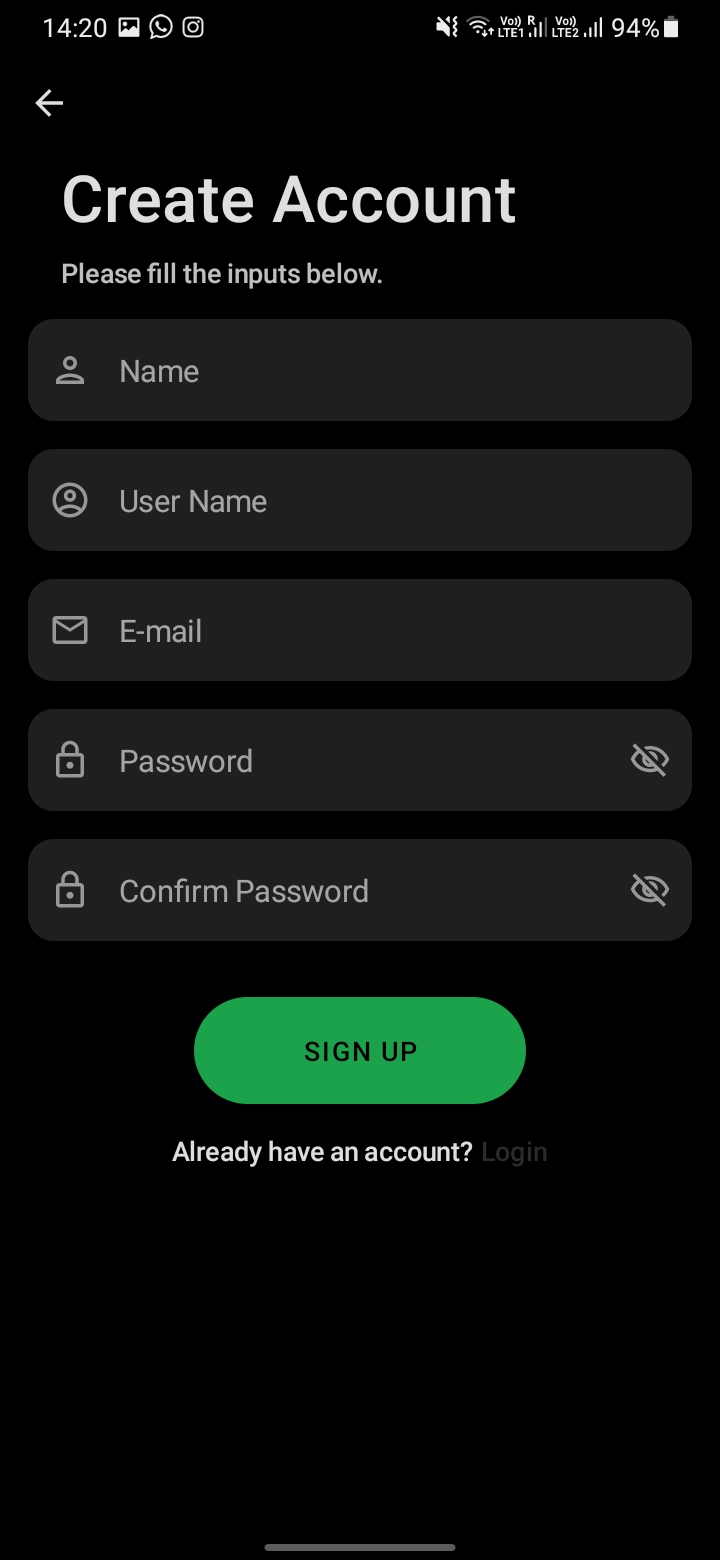 14:20 Vo)) LTE1 R Vo)) LTE2 94%
Create Account
Please fill the inputs below.
Name
User Name
E-mail
Password
Confirm Password
SIGN UP
Already have an account? Login